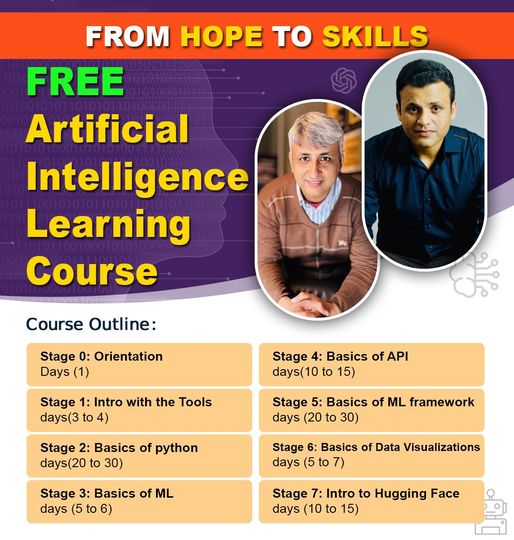 FROM HOPE TO SKILLS
FREE
Artificial
Intelligence
Learning
Course
Course Outline:
Stage 0: Orientation
Days (1)
Stage 1: Intro with the Tools
days(3 to 4)
Stage 2: Basics of python
days(20 to 30)
Stage 3: Basics of ML
days (5 to 6)
Stage 4: Basics of API
days(10 to 15)
Stage 5: Basics of ML framework
days (20 to 30)
Stage 6: Basics of Data Visualizations
days (5 to 7)
Stage 7: Intro to Hugging Face
days (10 to 15)